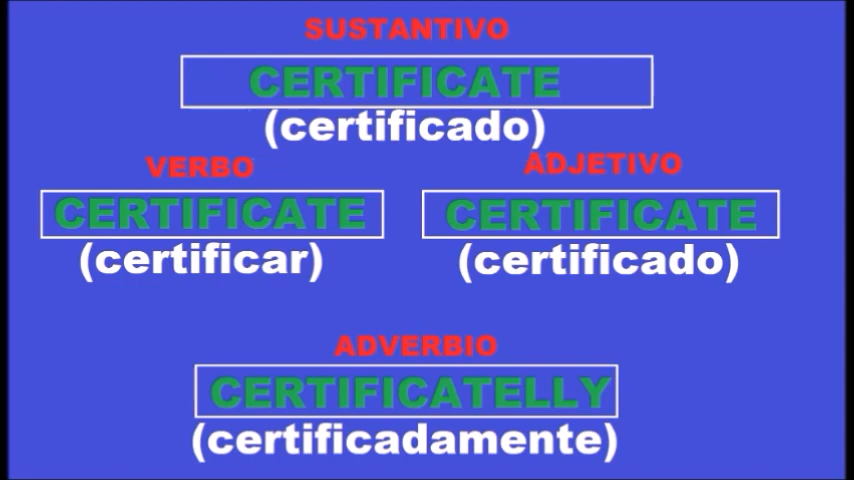 SUSTANTIVO
CERTIFICATE
(certificado)
VERBO
ADJETIVO
CERTIFICATE
CERTIFICATE
(certificar)
(certificado)
ADVERBIO
CERTIFICATELLY
(certificadamente)